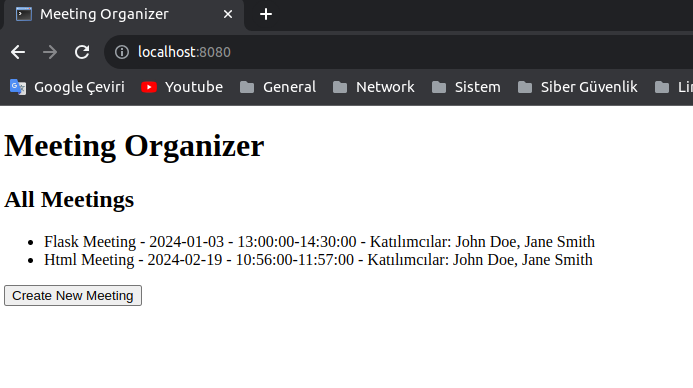 Meeting Organizer
localhost:8080
Google Çeviri Youtube General Network Sistem Siber Güvenlik
Meeting Organizer
All Meetings
Flask Meeting - 2024-01-03 - 13:00:00-14:30:00 - Katılımcılar: John Doe, Jane Smith
Html Meeting - 2024-02-19 - 10:56:00-11:57:00 - Katılımcılar: John Doe, Jane Smith
Create New Meeting